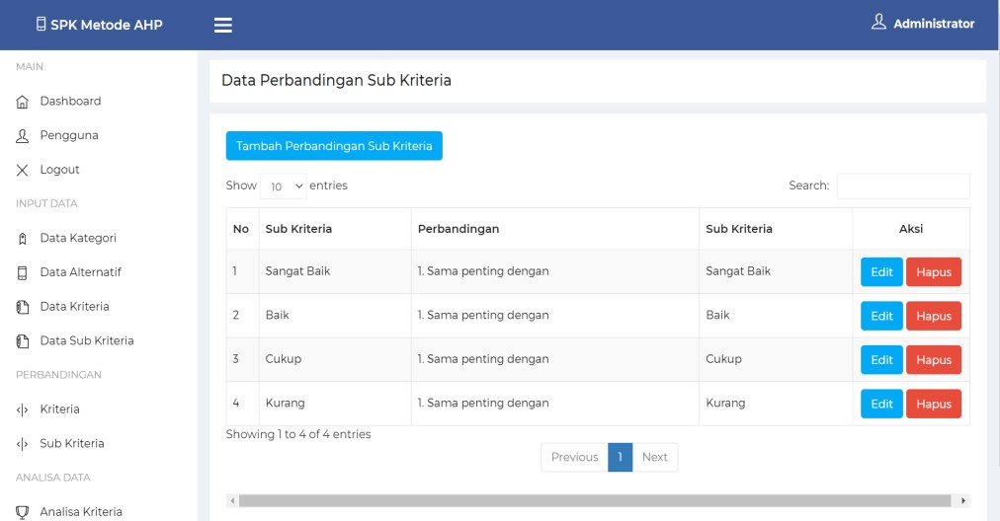 SPK Metode AHP
Administrator
MAIN
Dashboard
Pengguna
Logout
INPUT DATA
Data Kategori
Data Alternatif
Data Kriteria
Data Sub Kriteria
PERBANDINGAN
Kriteria
Sub Kriteria
ANALISA DATA
Analisa Kriteria
Data Perbandingan Sub Kriteria
Tambah Perbandingan Sub Kriteria
Show 10 entries Search:
No Sub Kriteria Perbandingan Sub Kriteria Aksi
1 Sangat Baik 1. Sama penting dengan Sangat Baik Edit Hapus
2 Baik 1. Sama penting dengan Baik Edit Hapus
3 Cukup 1. Sama penting dengan Cukup Edit Hapus
4 Kurang 1. Sama penting dengan Kurang Edit Hapus
Showing 1 to 4 of 4 entries
Previous 1 Next